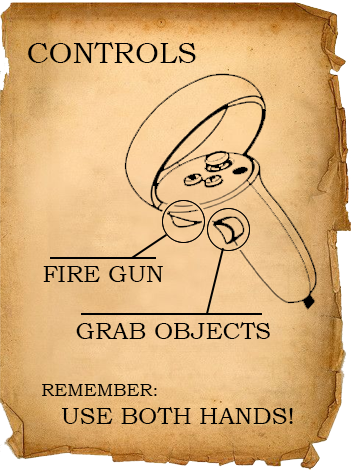 CONTROLS
FIRE GUN
GRAB OBJECTS
REMEMBER:
USE BOTH HANDS!